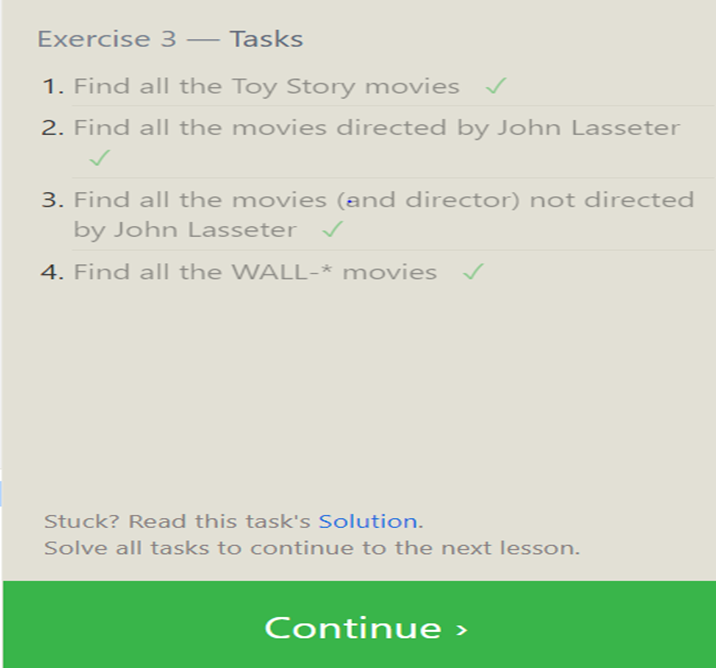 Exercise 3 — Tasks
1. Find all the Toy Story movies ✓
2. Find all the movies directed by John Lasseter
✓
3. Find all the movies (and director) not directed
by John Lasseter ✓
4. Find all the WALL-* movies ✓
Stuck? Read this task's Solution.
Solve all tasks to continue to the next lesson.
Continue ›